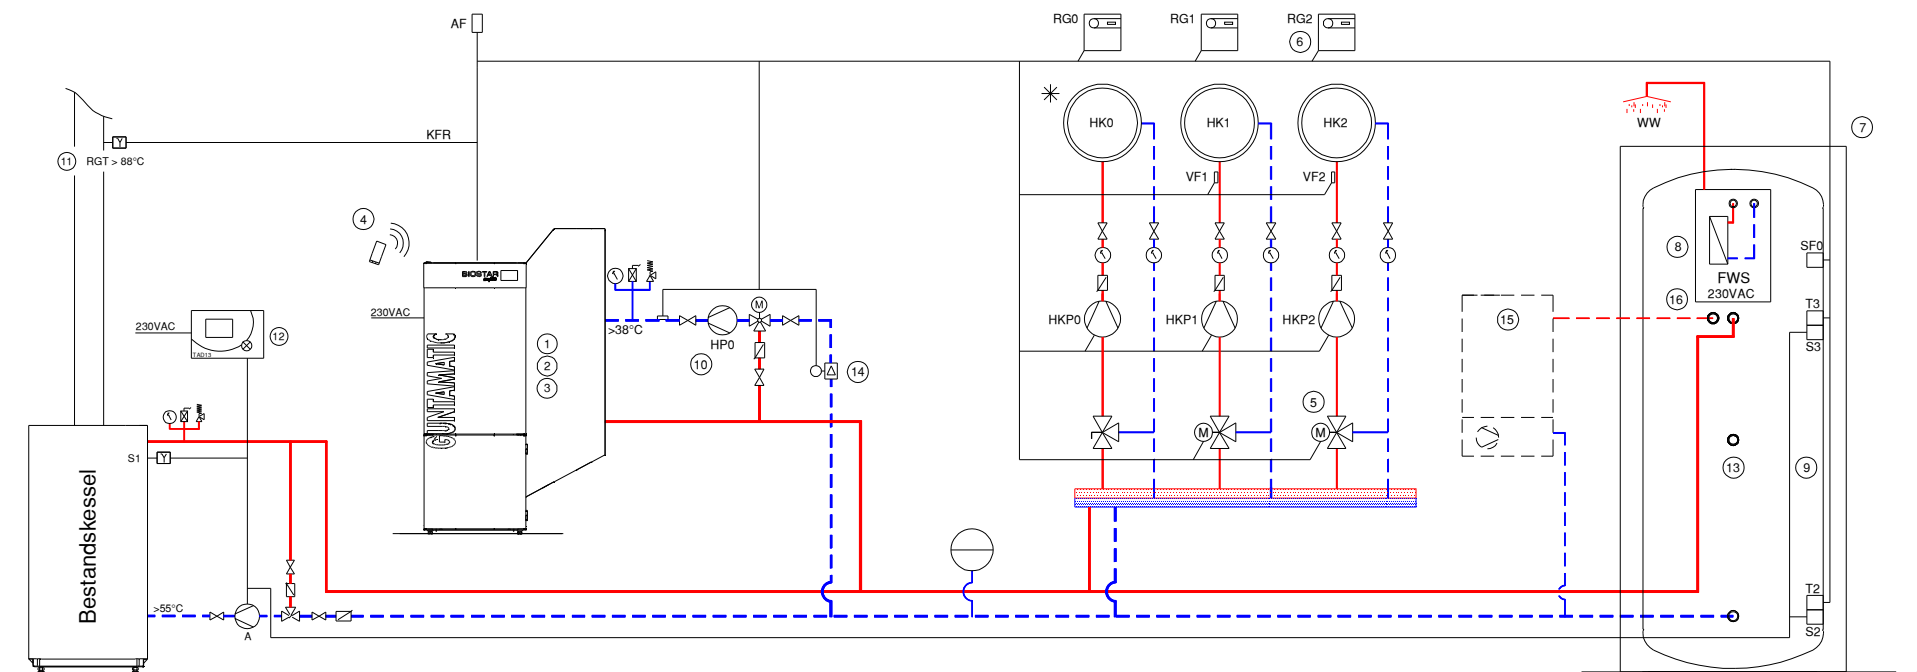 AF
RG0
RG1
RG2
6
HK0
HK1
HK2
WW
7
KFR
11
RGT > 88°C
VF1
VF2
4
8
SF0
FWS
230VAC
16
BIOSTAR
230VAC
230VAC
12
TAD13
GUNTAMATIC
1
2
3
>38°C
M
HP0
10
14
HKP0
HKP1
HKP2
15
T3
S3
5
M
M
S1
13
9
Bestandskessel
>55°C
A
T2
S2